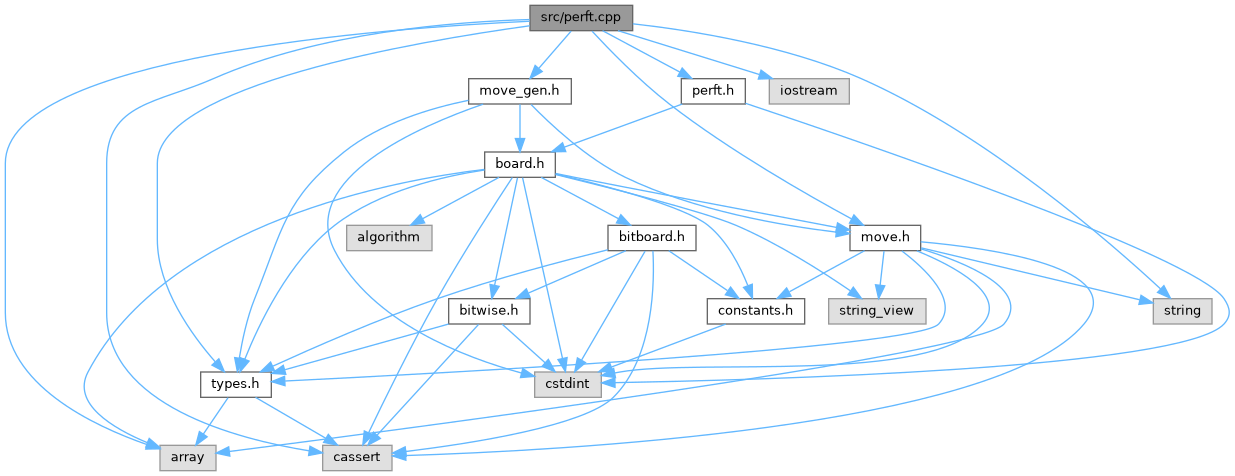 src/perft.cpp
move_gen.h
perft.h
iostream
board.h
algorithm
bitboard.h
move.h
bitwise.h
constants.h
string_view
string
types.h
cstdint
array
cassert